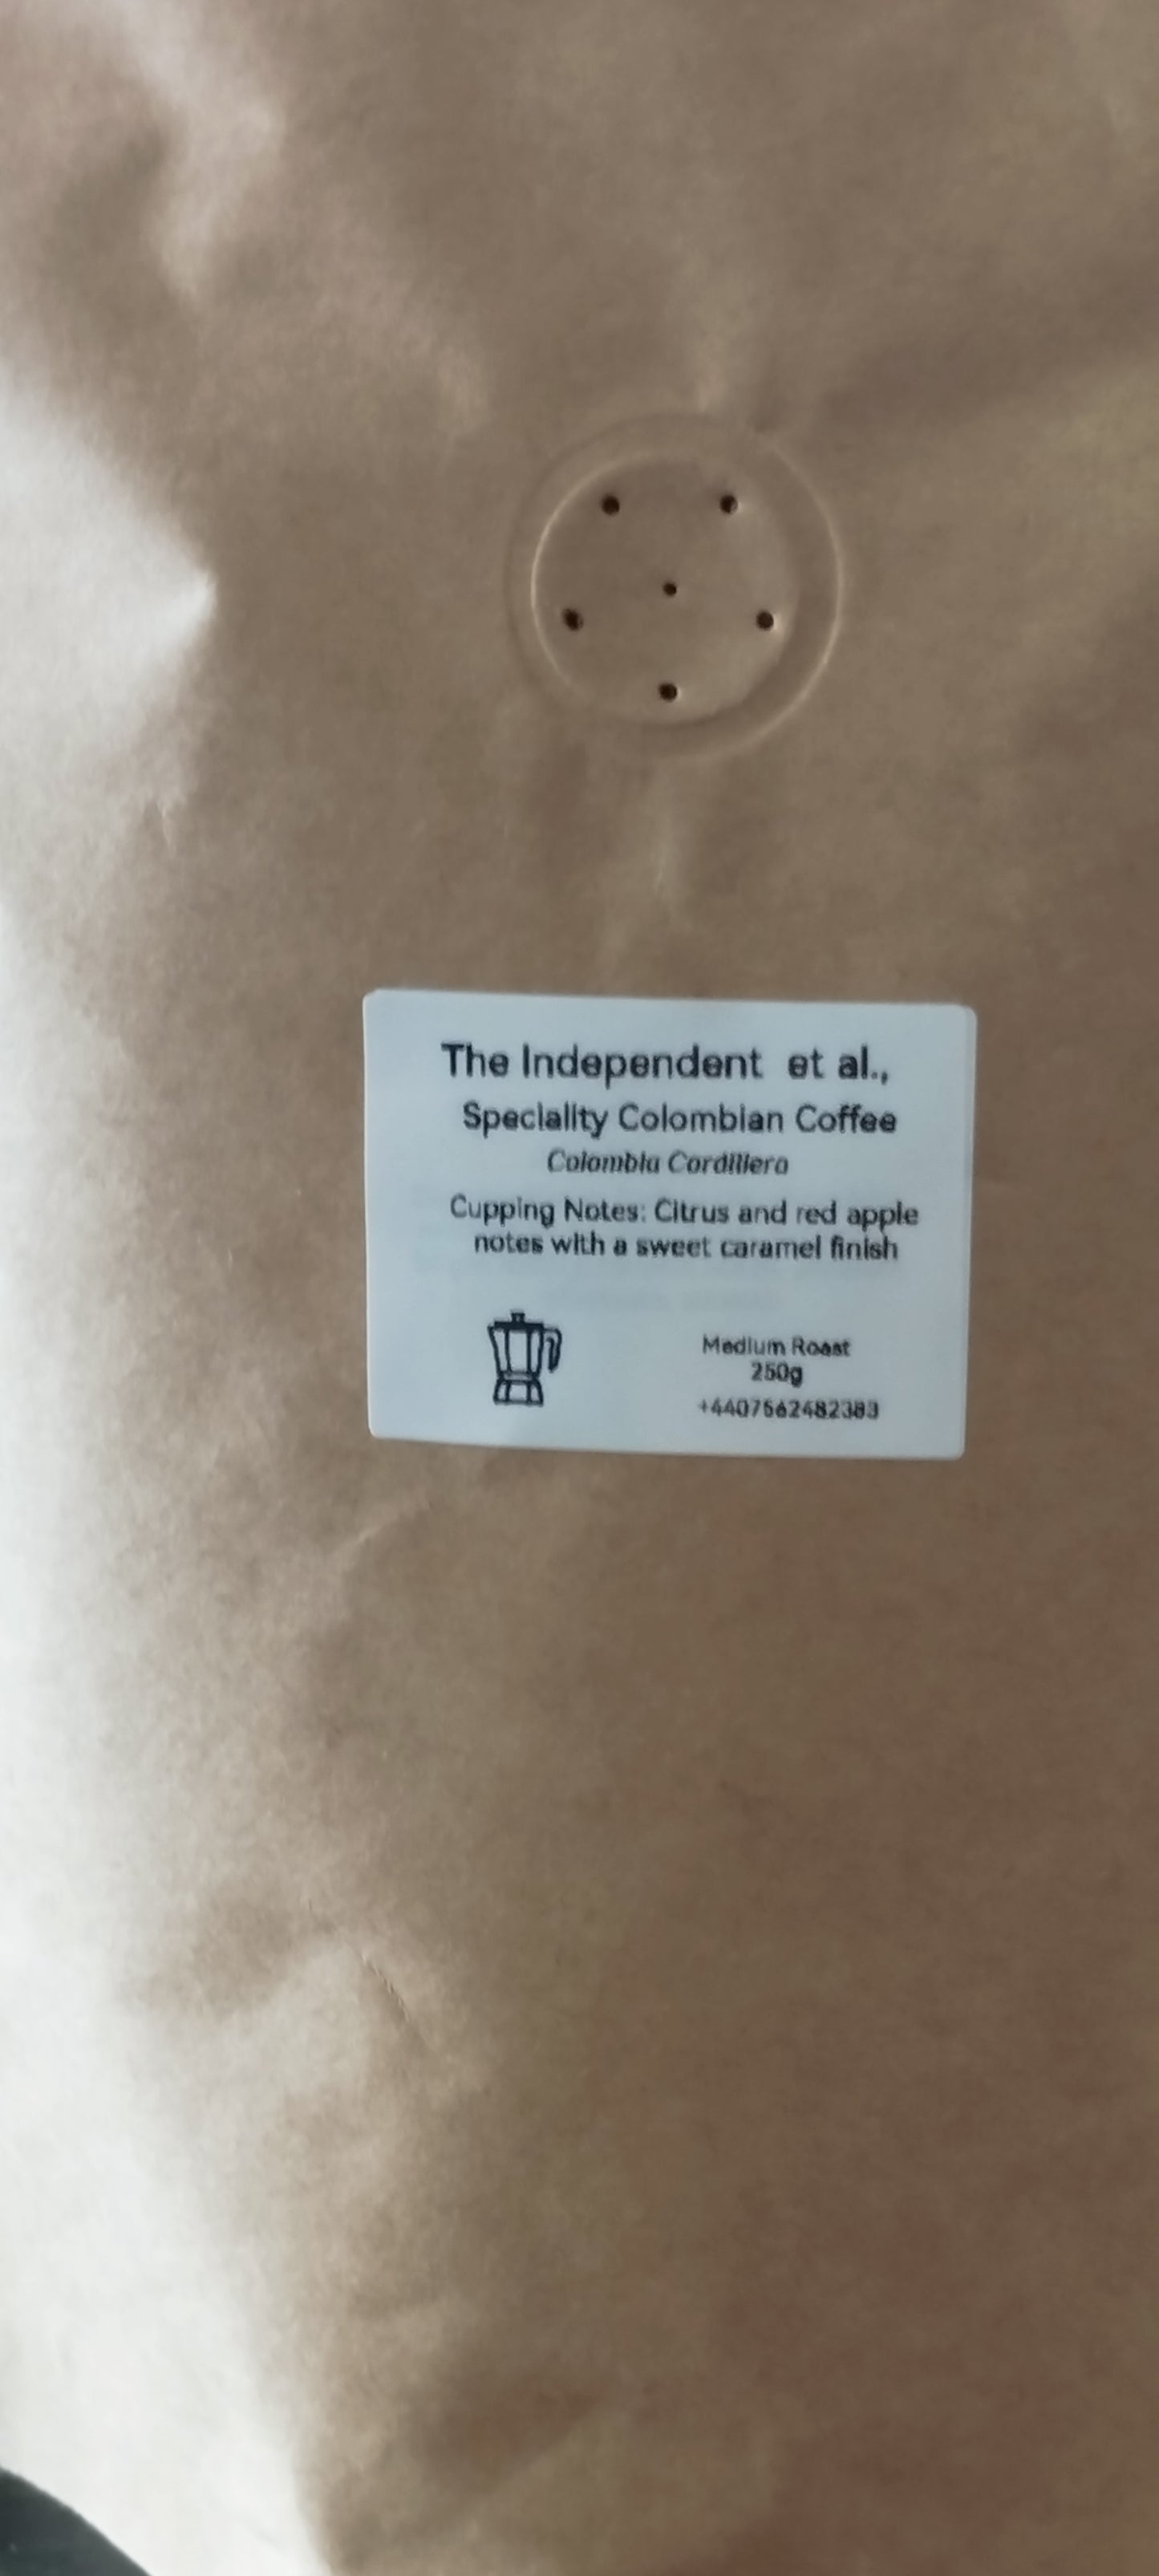 The Independent et al.,
Speciality Colombian Coffee
Colombia Cordillera
Cupping Notes: Citrus and red apple
notes with a sweet caramel finish
Medium Roast
250g
+4407562482383